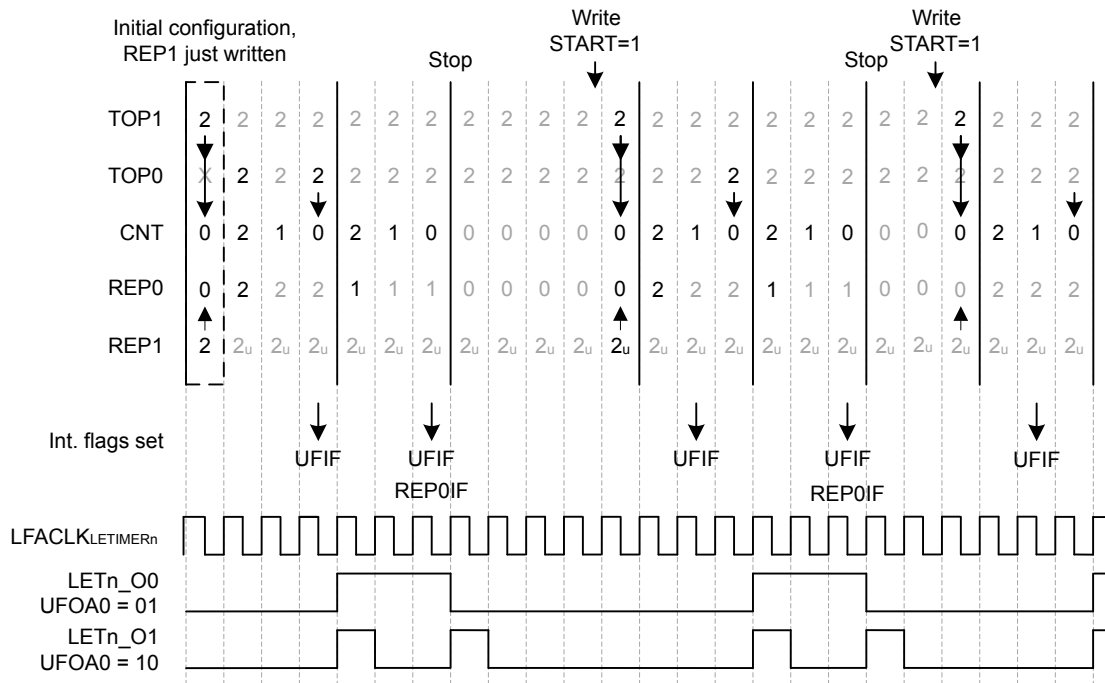 Initial configuration,
REP1 just written
Stop
Write
START=1
Stop
Write
START=1
TOP1 2 2 2 2 2 2 2 2 2 2 2 2 2 2 2 2 2 2 2 2 2 2 2 2
TOP0 X 2 2 2 2 2 2 2 2 2 2 2 2 2 2 2 2 2 2 2 2 2 2 2
CNT 0 2 1 0 2 1 0 0 0 0 0 0 2 1 0 2 1 0 0 0 0 2 1 0
REP0 0 2 2 2 1 1 1 0 0 0 0 0 2 2 2 1 1 1 0 0 0 2 2 2
REP1 2 2u 2u 2u 2u 2u 2u 2u 2u 2u 2u 2u 2u 2u 2u 2u 2u 2u 2u 2u 2u 2u 2u 2u
Int. flags set
UFIF UFIF UFIF UFIF UFIF
REP0IF REP0IF
LFACLKLETIMERn
LETn_O0
UFOA0 = 01
LETn_O1
UFOA0 = 10